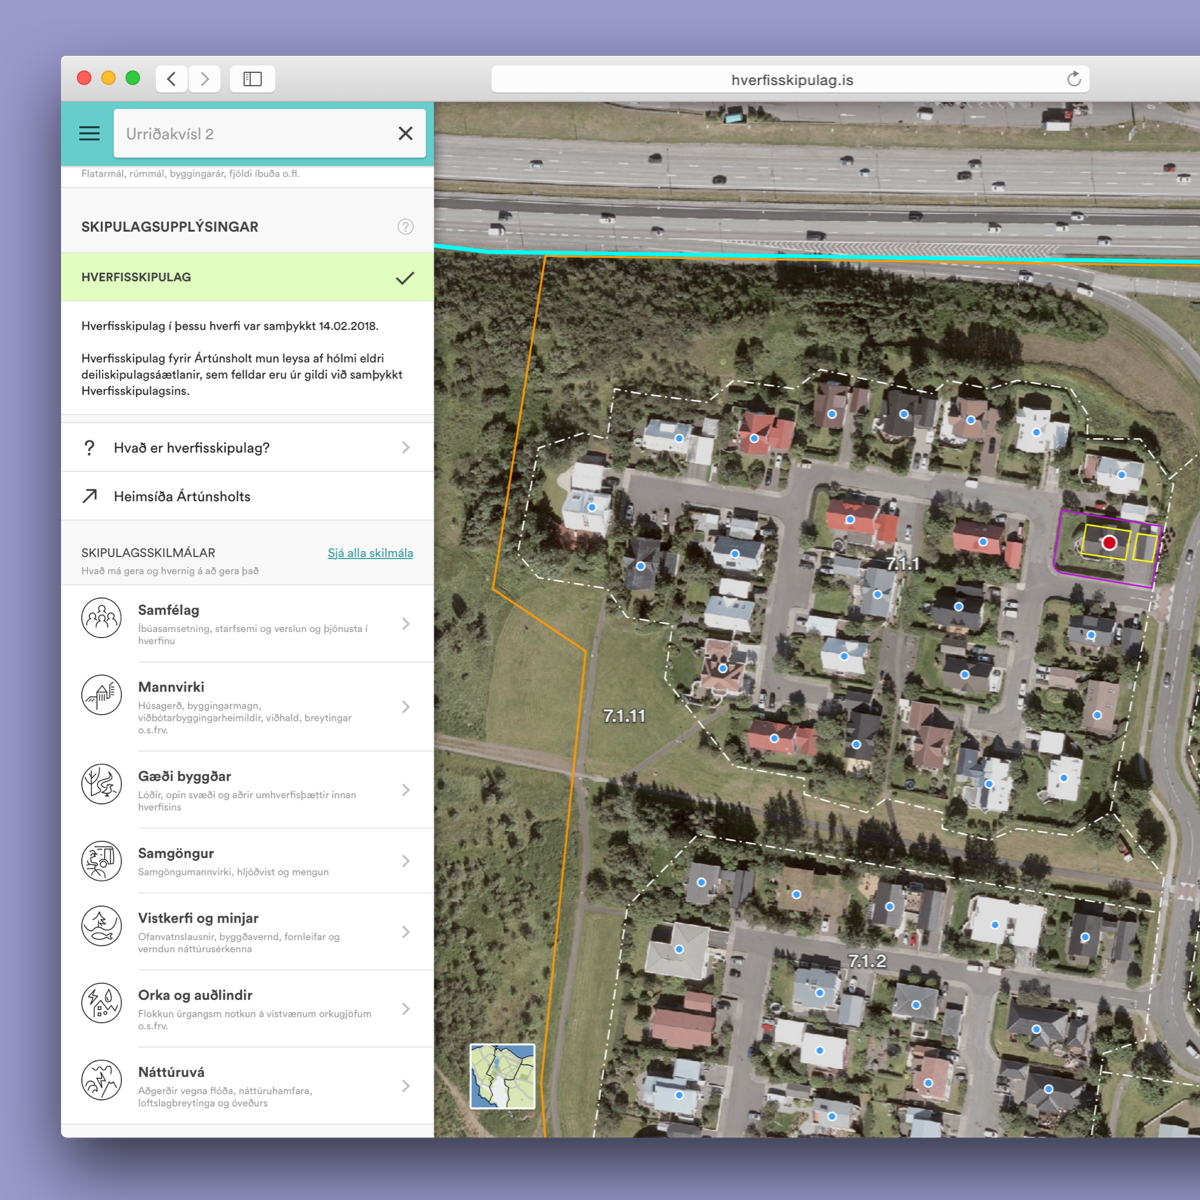 hverfisskipulag.is
Urriðakvísl 2
Flatarmál, rúmmál, byggingarár, fjöldi íbuða o.fl.
SKIPULAGSUPPLÝSINGAR
?
HVERFISSKIPULAG
Hverfisskipulag í þessu hverfi var samþykkt 14.02.2018.
Hverfisskipulag fyrir Ártúnsholt mun leysa af hólmi eldri
deiliskipulagsáætlanir, sem felldar eru úr gildi við samþykkt
Hverfisskipulagsins.
? Hvað er hverfisskipulag?
Heimsíða Ártúnsholts
SKIPULAGSSKILMÁLAR
Sjá alla skilmála
Hvað má gera og hvernig á að gera það
Samfélag
Íbúasamsetning, starfsemi og verslun og þjónusta í
hverfinu
Mannvirki
Húsagerð, byggingarmagn,
viðbótarbyggingarheimildir, viðhald, breytingar
o.s.frv.
Gæði byggðar
Lóðir, opin svæði og aðrir umhverfisþættir innan
hverfisins
Samgöngur
Samgöngumannvirki, hljóðvist og mengun
Vistkerfi og minjar
Ofanvatnslausnir, byggðavernd, fornleifar og
verndun náttúrusérkenna
Orka og auðlindir
Flokkun úrgangsm notkun á vistvænum orkugjöfum
o.s.frv.
Náttúruvá
Aðgerðir vegna flóða, náttúruhamfara,
loftslagbreytinga og óveðurs
7.1.1
7.1.11
7.1.2